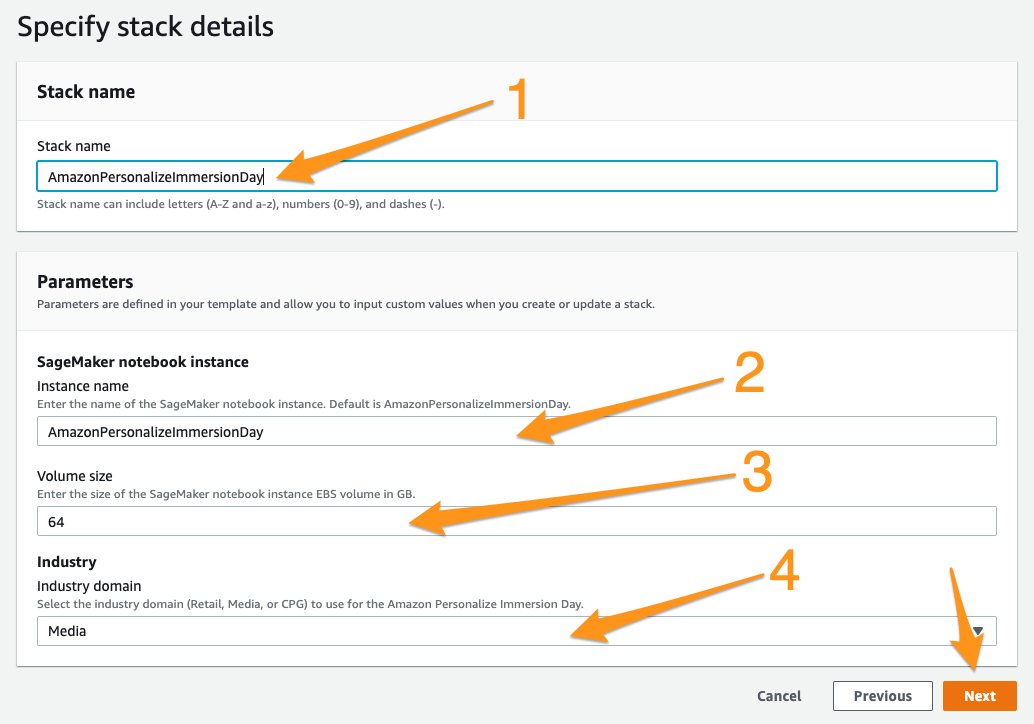 Specify stack details
Stack name
1
Stack name
AmazonPersonalizeImmersionDay
Stack name can include letters (A-Z and a-z), numbers (0-9), and dashes (-).
Parameters
Parameters are defined in your template and allow you to input custom values when you create or update a stack.
SageMaker notebook instance
2
Instance name
Enter the name of the SageMaker notebook instance. Default is AmazonPersonalizeImmersionDay.
AmazonPersonalizeImmersionDay
Volume size
3
Enter the size of the SageMaker notebook instance EBS volume in GB.
64
Industry
4
Industry domain
Select the industry domain (Retail, Media, or CPG) to use for the Amazon Personalize Immersion Day.
Media
Cancel Previous Next